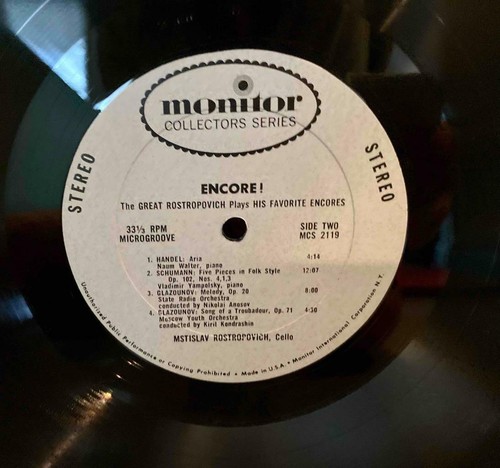 monitor
COLLECTORS SERIES
STEREO
STEREO
ENCORE!
The GREAT ROSTROPOVICH Plays HIS FAVORITE ENCORES
33⅓ RPM
MICROGROOVE
SIDE TWO
MCS 2119
1. HANDEL: Aria 4:14
Naum Walter, piano
2. SCHUMANN: Five Pieces in Folk Style 12:07
Op. 102, Nos. 4,1,3
Vladimir Yampolsky, piano
3. GLAZOUNOV: Melody, Op. 20 8:00
State Radio Orchestra
conducted by Nikolai Anosov
4. GLAZOUNOV: Song of a Troubadour, Op. 71 4:30
Moscow Youth Orchestra
conducted by Kiril Kondrashin
MSTISLAV ROSTROPOVICH, Cello
Unauthorized Public Performance or Copying Prohibited • Made in U.S.A. • Monitor International Corporation N.Y.